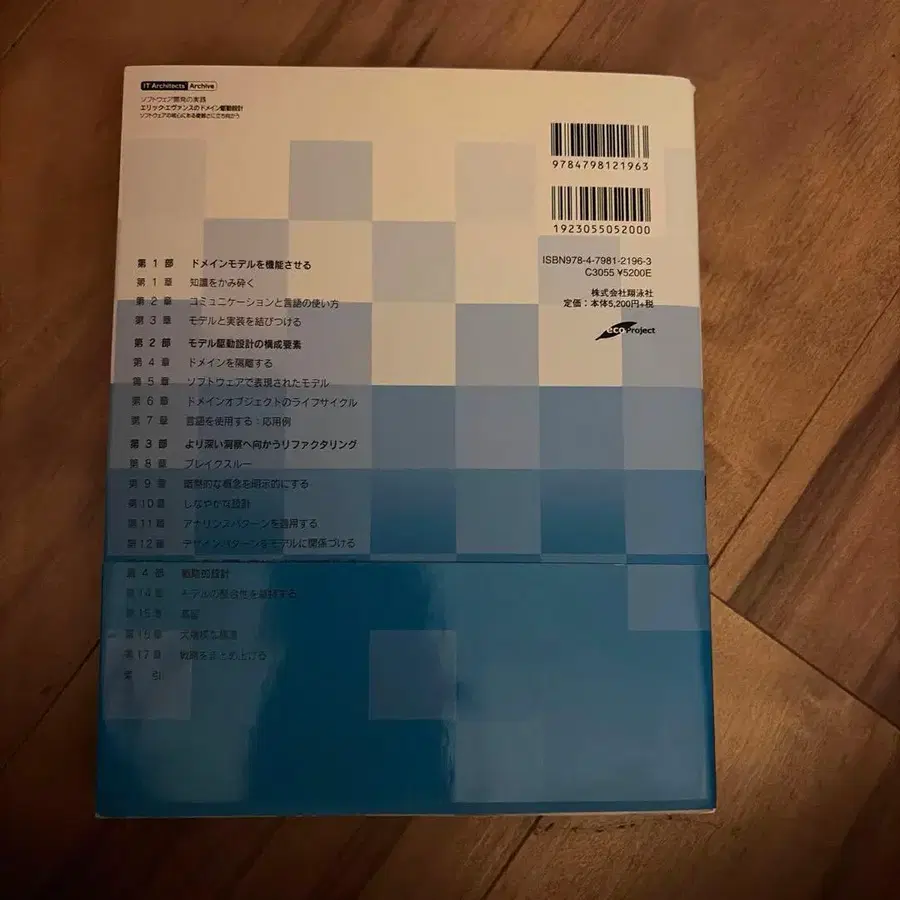 IT Architects' Archive
ソフトウェア開発の実践
エリック・エヴァンスのドメイン駆動設計
ソフトウェアの核心にある複雑さに立ち向かう
9784798121963
1923055052000
ISBN978-4-7981-2196-3
C3055 ¥5200E
株式会社翔泳社
定価：本体5,200円+税
eco Project
第1部 ドメインモデルを機能させる
第1章 知識をかみ砕く
第2章 コミュニケーションと言語の使い方
第3章 モデルと実装を結びつける
第2部 モデル駆動設計の構成要素
第4章 ドメインを隔離する
第5章 ソフトウェアで表現されたモデル
第6章 ドメインオブジェクトのライフサイクル
第7章 言語を使用する：応用例
第3部 より深い洞察へ向かうリファクタリング
第8章 ブレイクスルー
第9章 暗黙的な概念を明示的にする
第10章 しなやかな設計
第11章 アナリシスパターンを適用する
第12章 デザインパターンをモデルに関係づける
第4部 戦略的設計
第14章 モデルの整合性を維持する
第15章 蒸留
第16章 大規模な構造
第17章 戦略をまとめ上げる
索引